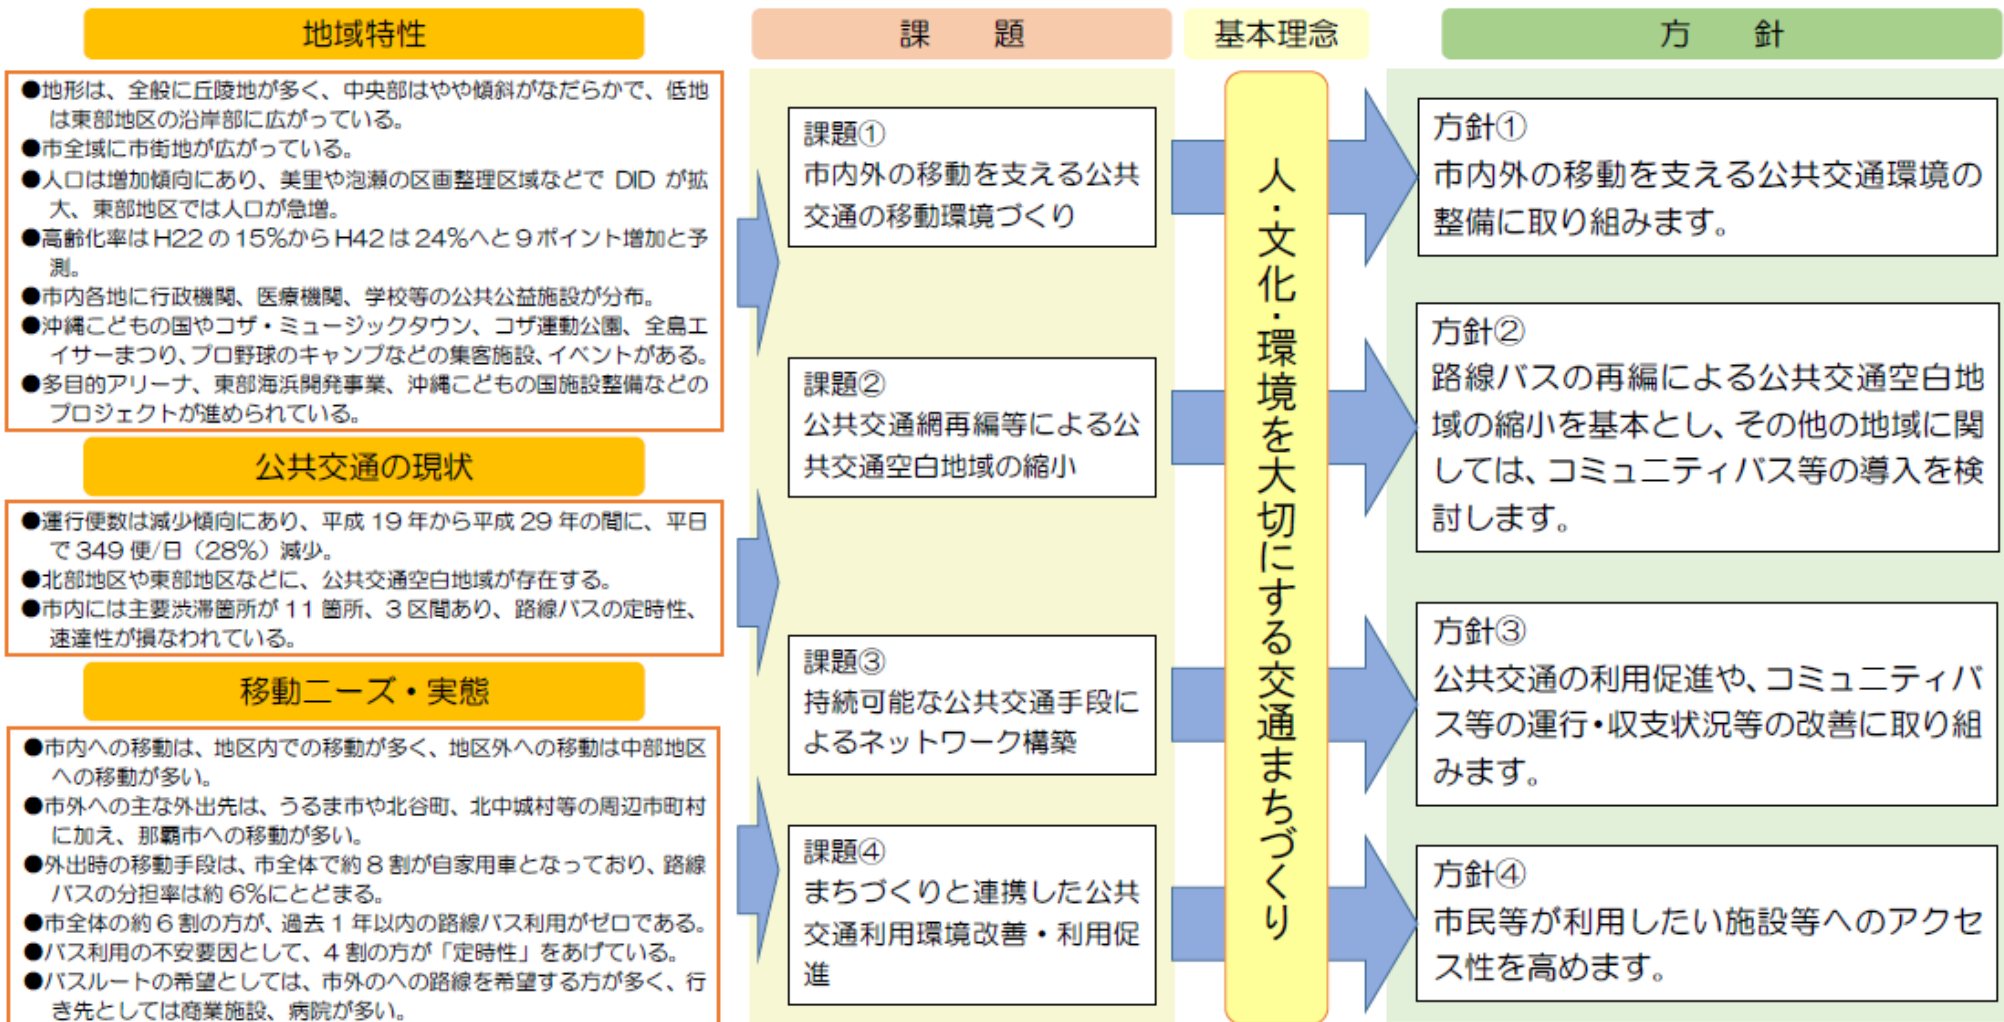 地域特性
●地形は、全般に丘陵地が多く、中央部はやや傾斜がなだらかで、低地
は東部地区の沿岸部に広がっている。
●市全域に市街地が広がっている。
●人口は増加傾向にあり、美里や泡瀬の区画整理区域などで DID が拡
大、東部地区では人口が急増。
●高齢化率は H22 の 15%から H42 は 24%へと 9 ポイント増加と予
測。
●市内各地に行政機関、医療機関、学校等の公共公益施設が分布。
●沖縄こどもの国やコザ・ミュージックタウン、コザ運動公園、全島エ
イサーまつり、プロ野球のキャンプなどの集客施設、イベントがある。
●多目的アリーナ、東部海浜開発事業、沖縄こどもの国施設整備などの
プロジェクトが進められている。
公共交通の現状
●運行便数は減少傾向にあり、平成 19 年から平成 29 年の間に、平日
で 349 便/日（28%）減少。
●北部地区や東部地区などに、公共交通空白地域が存在する。
●市内には主要渋滞箇所が 11 箇所、3 区間あり、路線バスの定時性、
速達性が損なわれている。
移動ニーズ・実態
●市内への移動は、地区内での移動が多く、地区外への移動は中部地区
への移動が多い。
●市外への主な外出先は、うるま市や北谷町、北中城村等の周辺市町村
に加え、那覇市への移動が多い。
●外出時の移動手段は、市全体で約 8 割が自家用車となっており、路線
バスの分担率は約 6%にとどまる。
●市全体の約 6 割の方が、過去 1 年以内の路線バス利用がゼロである。
●バス利用の不安要因として、4 割の方が「定時性」をあげている。
●バスルートの希望としては、市外のへの路線を希望する方が多く、行
き先としては商業施設、病院が多い。
課　題
課題①
市内外の移動を支える公共
交通の移動環境づくり
課題②
公共交通網再編等による公
共交通空白地域の縮小
課題③
持続可能な公共交通手段に
よるネットワーク構築
課題④
まちづくりと連携した公共
交通利用環境改善・利用促
進
基本理念
人・文化・環境を大切にする交通まちづくり
方　針
方針①
市内外の移動を支える公共交通環境の
整備に取り組みます。
方針②
路線バスの再編による公共交通空白地
域の縮小を基本とし、その他の地域に関
しては、コミュニティバス等の導入を検
討します。
方針③
公共交通の利用促進や、コミュニティバ
ス等の運行・収支状況等の改善に取り組
みます。
方針④
市民等が利用したい施設等へのアクセ
ス性を高めます。